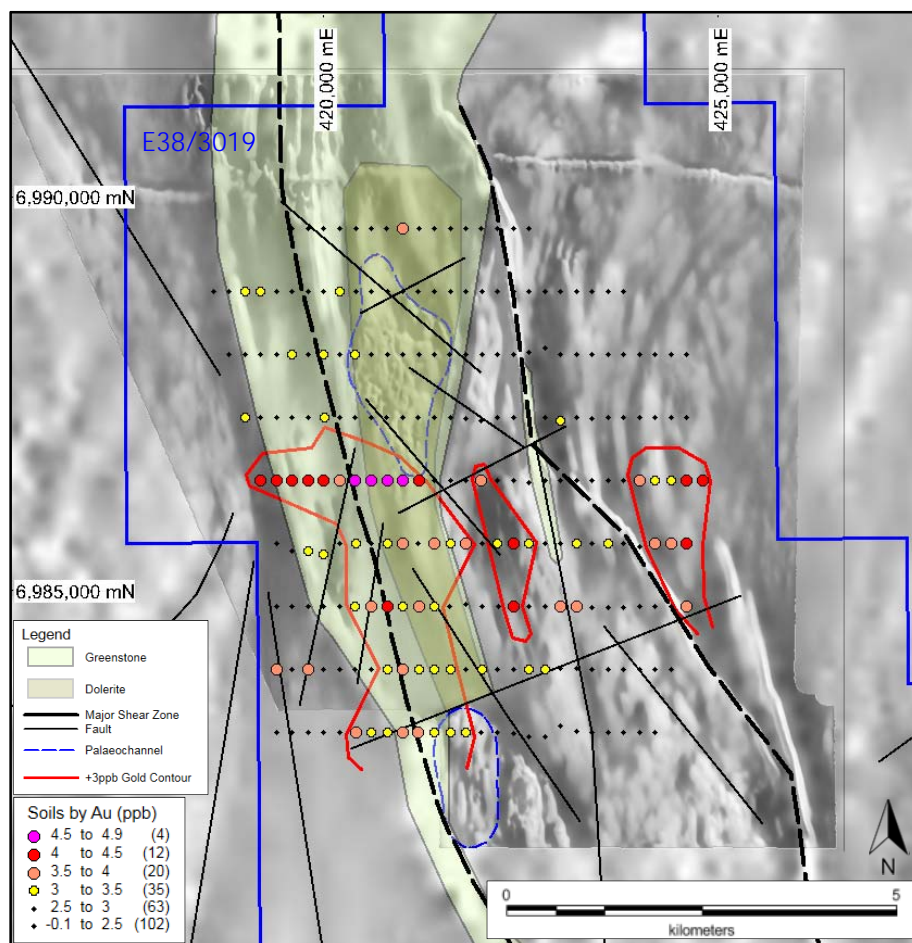 420,000 mE
425,000 mE
E38/3019
6,990,000 mN
6,985,000 mN
Legend
Greenstone
Dolerite
Major Shear Zone
Fault
Palaeochannel
+3ppb Gold Contour
Soils by Au (ppb)
4.5 to 4.9 (4)
4 to 4.5 (12)
3.5 to 4 (20)
3 to 3.5 (35)
2.5 to 3 (63)
-0.1 to 2.5 (102)
N
0 5
kilometers